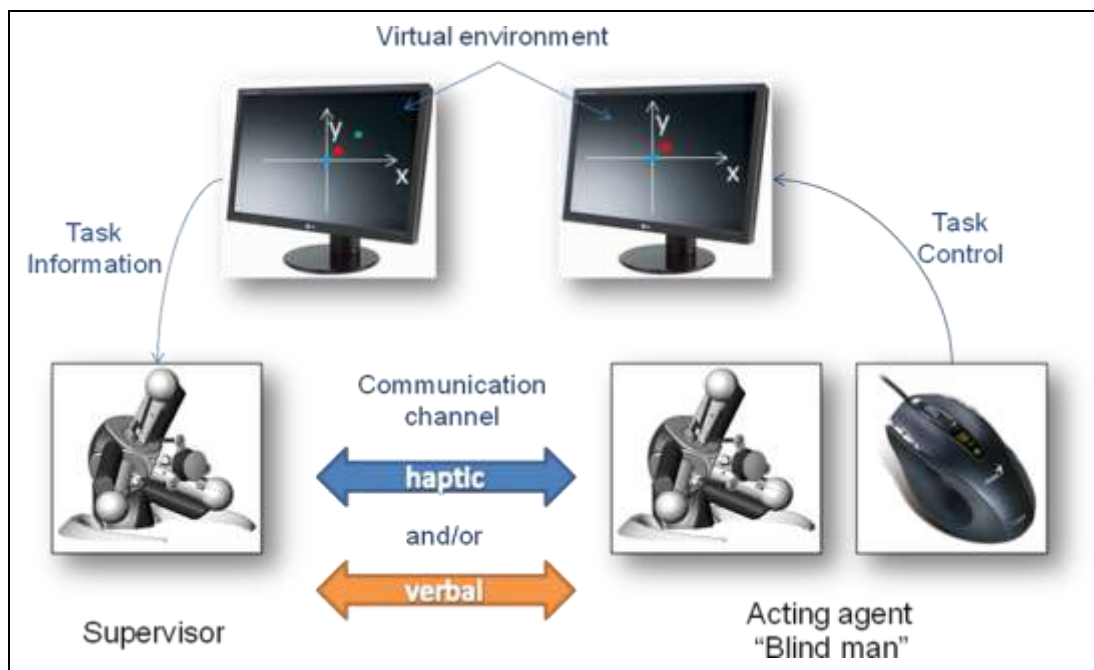 Virtual environment
y
x
y
x
Task
Information
Task
Control
Communication
channel
haptic
and/or
verbal
Supervisor
Acting agent
“Blind man”